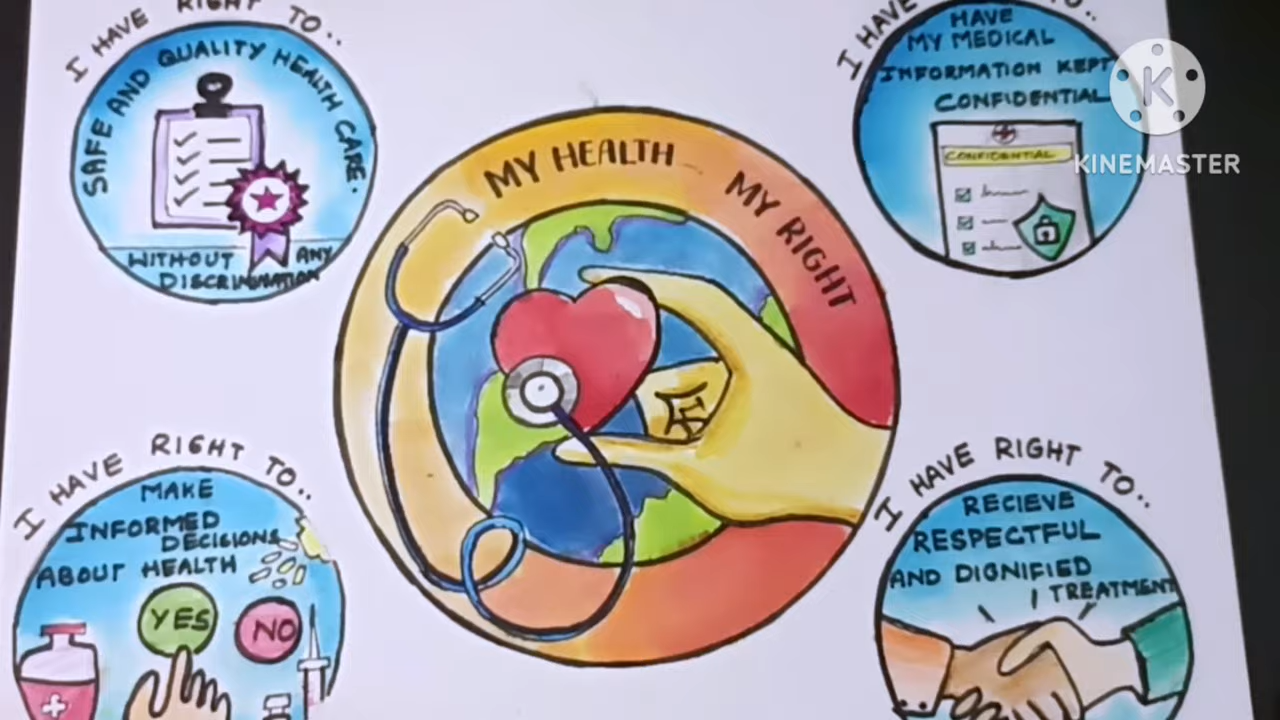 I HAVE RIGHT TO..
SAFE AND QUALITY HEALTH CARE.
WITHOUT ANY
DISCRIMINATION
I HAVE TO..
HAVE
MY MEDICAL
INFORMATION KEPT
CONFIDENTIAL
CONFIDENTIAL
K
KINEMASTER
MY HEALTH MY RIGHT
I HAVE RIGHT TO..
MAKE
INFORMED
DECISIONS
ABOUT HEALTH
YES
NO
I HAVE RIGHT TO..
RECIEVE
RESPECTFUL
AND DIGNIFIED
TREATMENT